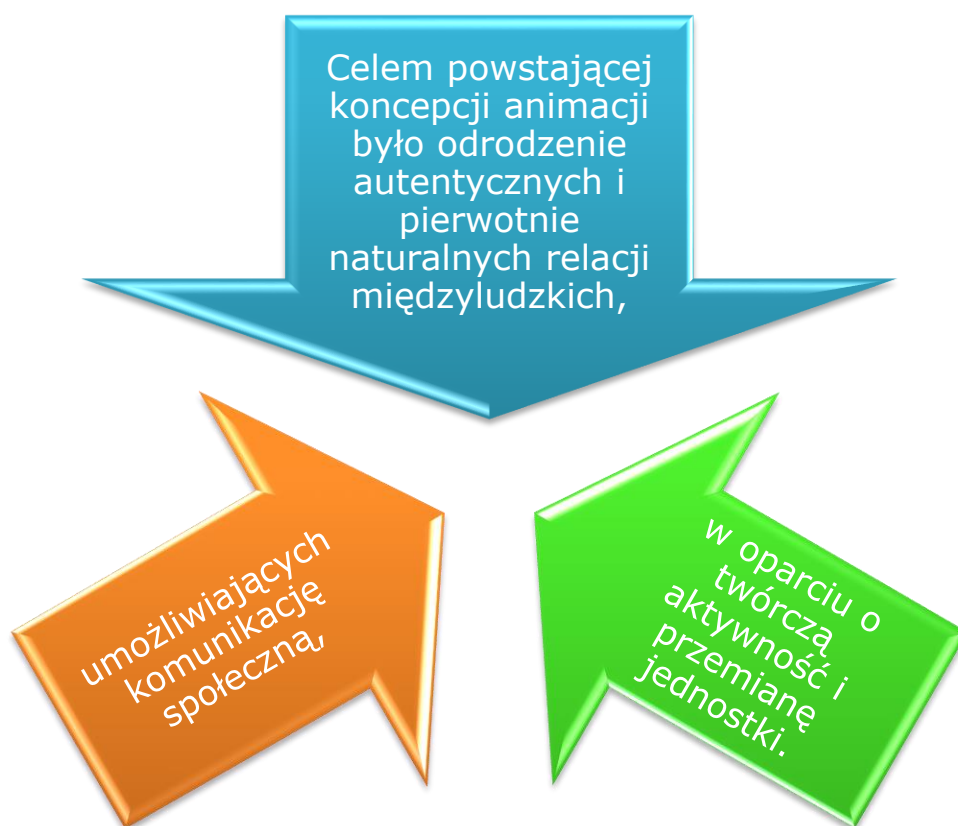 Celem powstającej
koncepcji animacji
było odrodzenie
autentycznych i
pierwotnie
naturalnych relacji
międzyludzkich,
umożliwiających
komunikację
społeczną,
w oparciu o
twórczą
aktywność i
przemianę
jednostki.